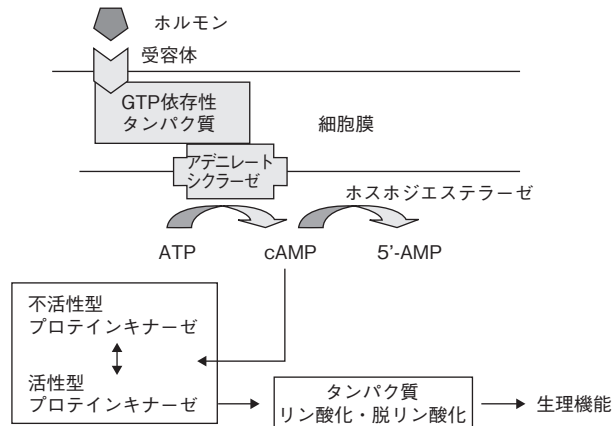 ホルモン
受容体
GTP依存性
タンパク質
細胞膜
アデニレート
シクラーゼ
ホスホジエステラーゼ
ATP
cAMP
5'-AMP
不活性型
プロテインキナーゼ
活性型
プロテインキナーゼ
タンパク質
リン酸化・脱リン酸化
生理機能